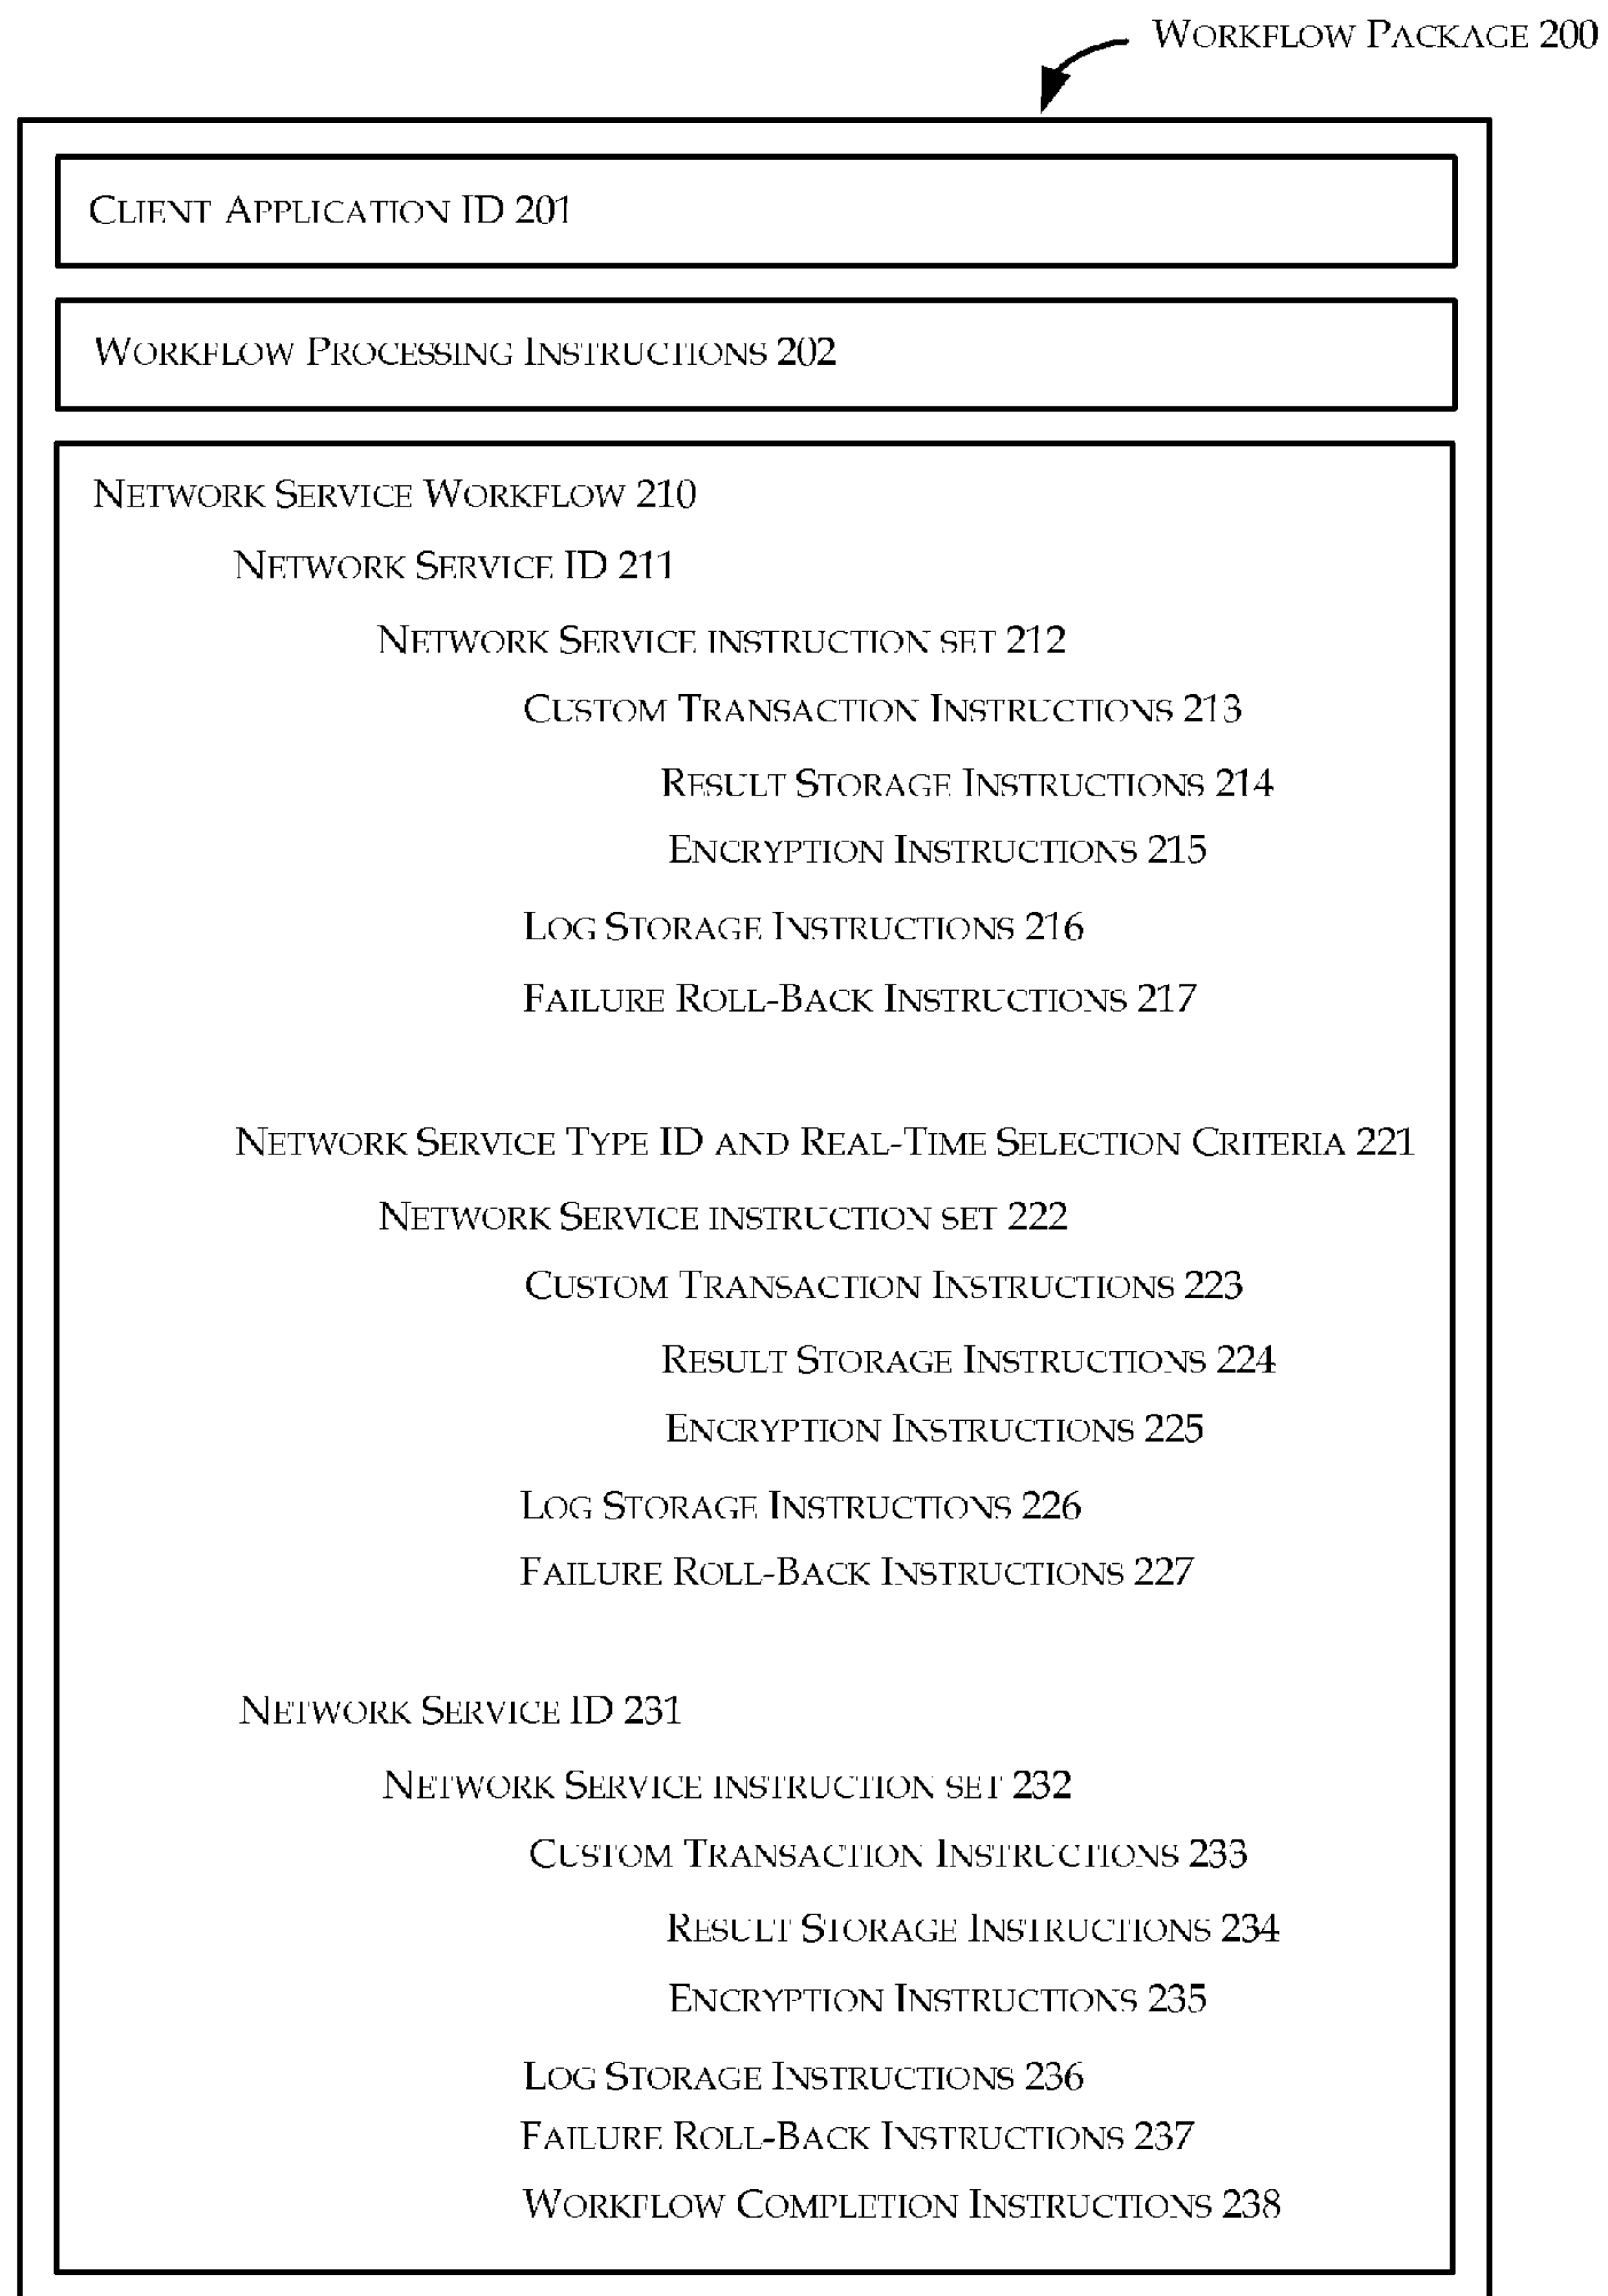 Workflow Package 200
Client Application ID 201
Workflow Processing Instructions 202
Network Service Workflow 210
Network Service ID 211
Network Service instruction set 212
Custom Transaction Instructions 213
Result Storage Instructions 214
Encryption Instructions 215
Log Storage Instructions 216
Failure Roll-Back Instructions 217
Network Service Type ID and Real-Time Selection Criteria 221
Network Service instruction set 222
Custom Transaction Instructions 223
Result Storage Instructions 224
Encryption Instructions 225
Log Storage Instructions 226
Failure Roll-Back Instructions 227
Network Service ID 231
Network Service instruction set 232
Custom Transaction Instructions 233
Result Storage Instructions 234
Encryption Instructions 235
Log Storage Instructions 236
Failure Roll-Back Instructions 237
Workflow Completion Instructions 238